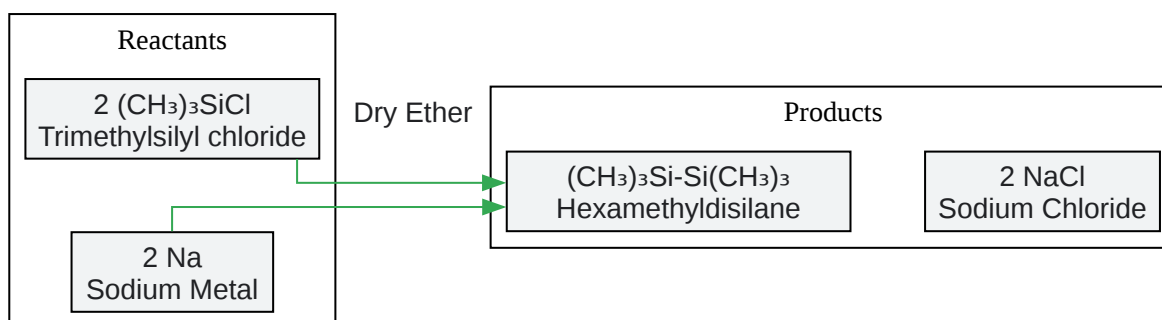 Reactants
2 (CH₃)₃SiCl
Trimethylsilyl chloride
2 Na
Sodium Metal
Dry Ether
Products
(CH₃)₃Si-Si(CH₃)₃
Hexamethyldisilane
2 NaCl
Sodium Chloride